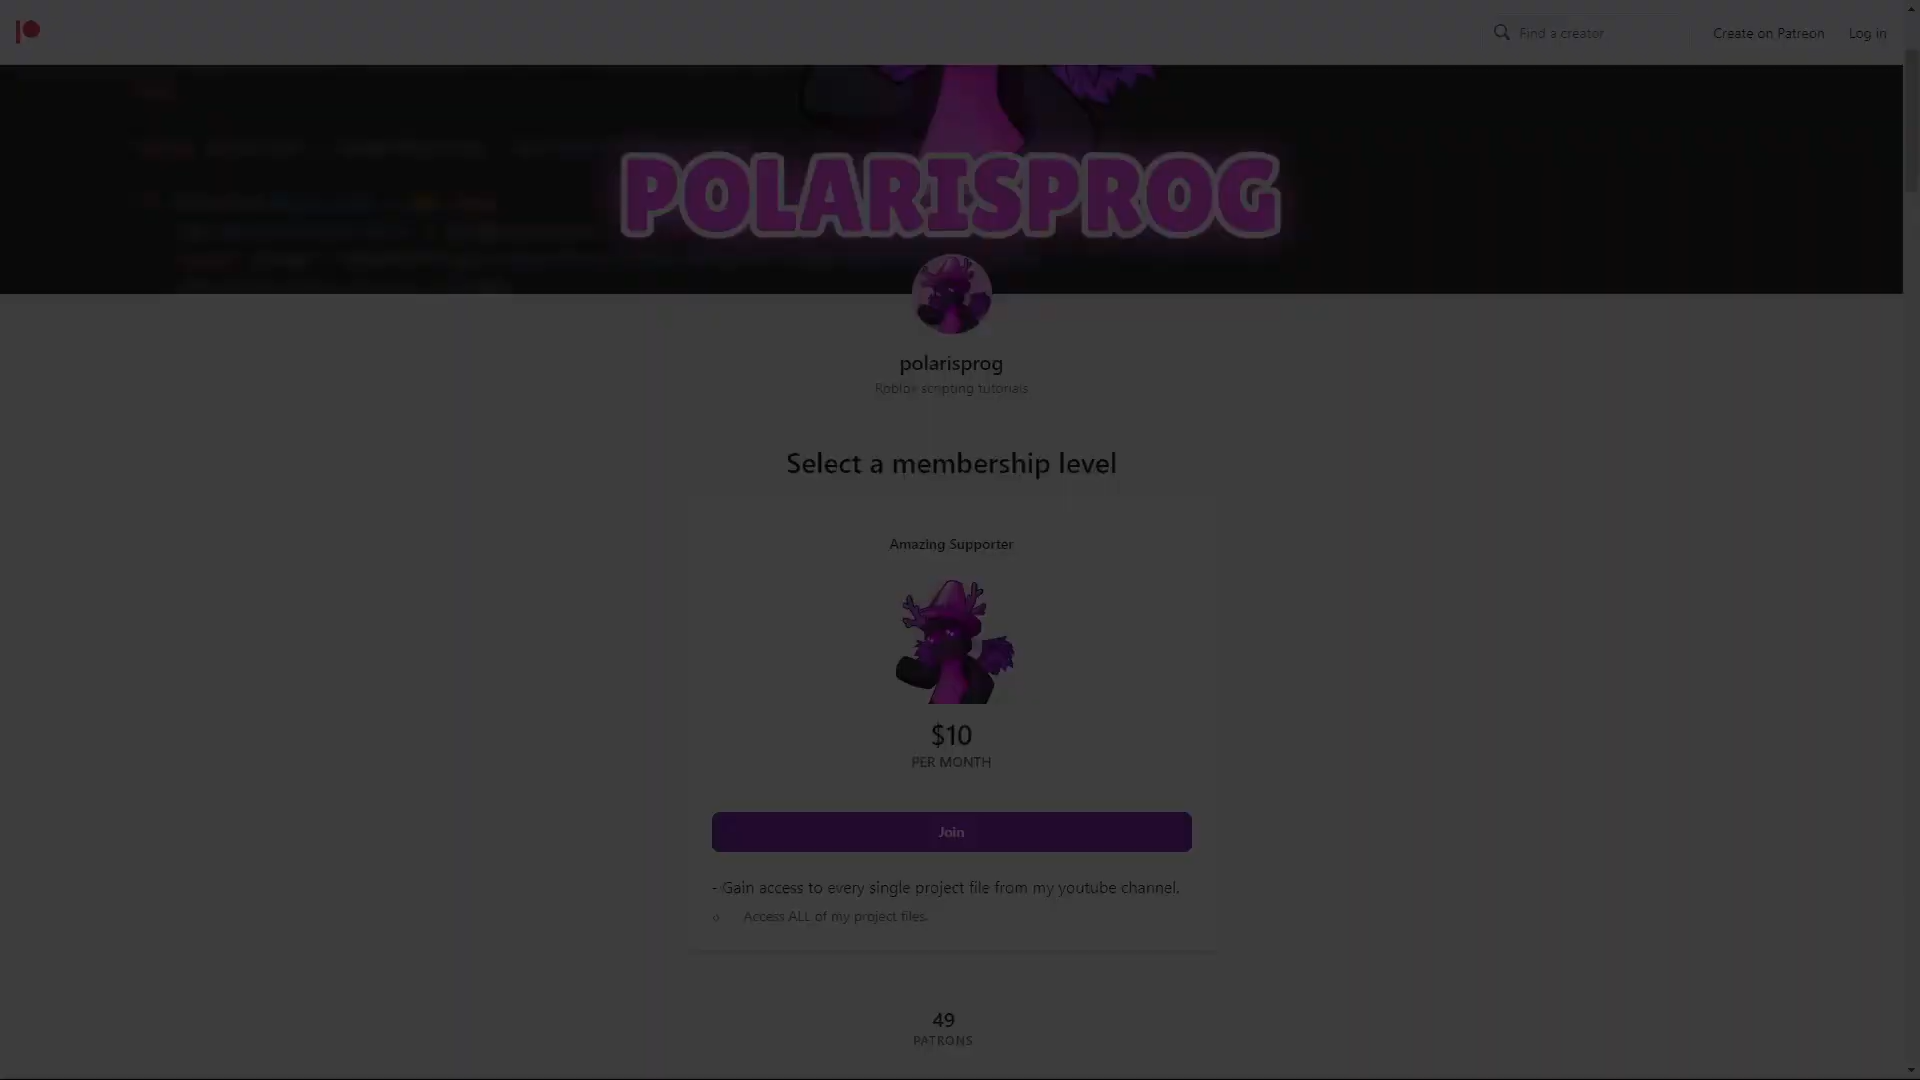 Find a creator
Create on Patreon
Log in
POLARISPROG
polarisprog
Roblox scripting tutorials
Select a membership level
Amazing Supporter
$10
PER MONTH
Join
- Gain access to every single project file from my youtube channel.
Access ALL of my project files.
49
PATRONS